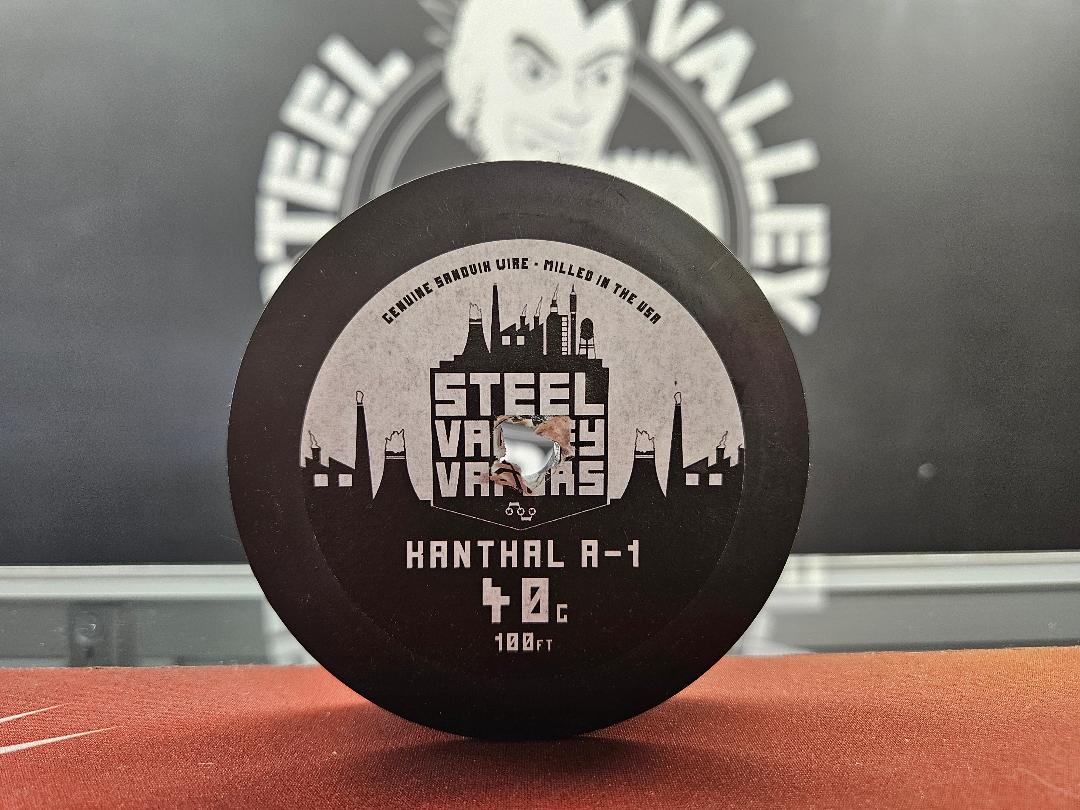 STEEL VALLEY
GENUINE SANDVIK WIRE - MILLED IN THE USA
STEEL
KANTHAL A-1
40G
100FT